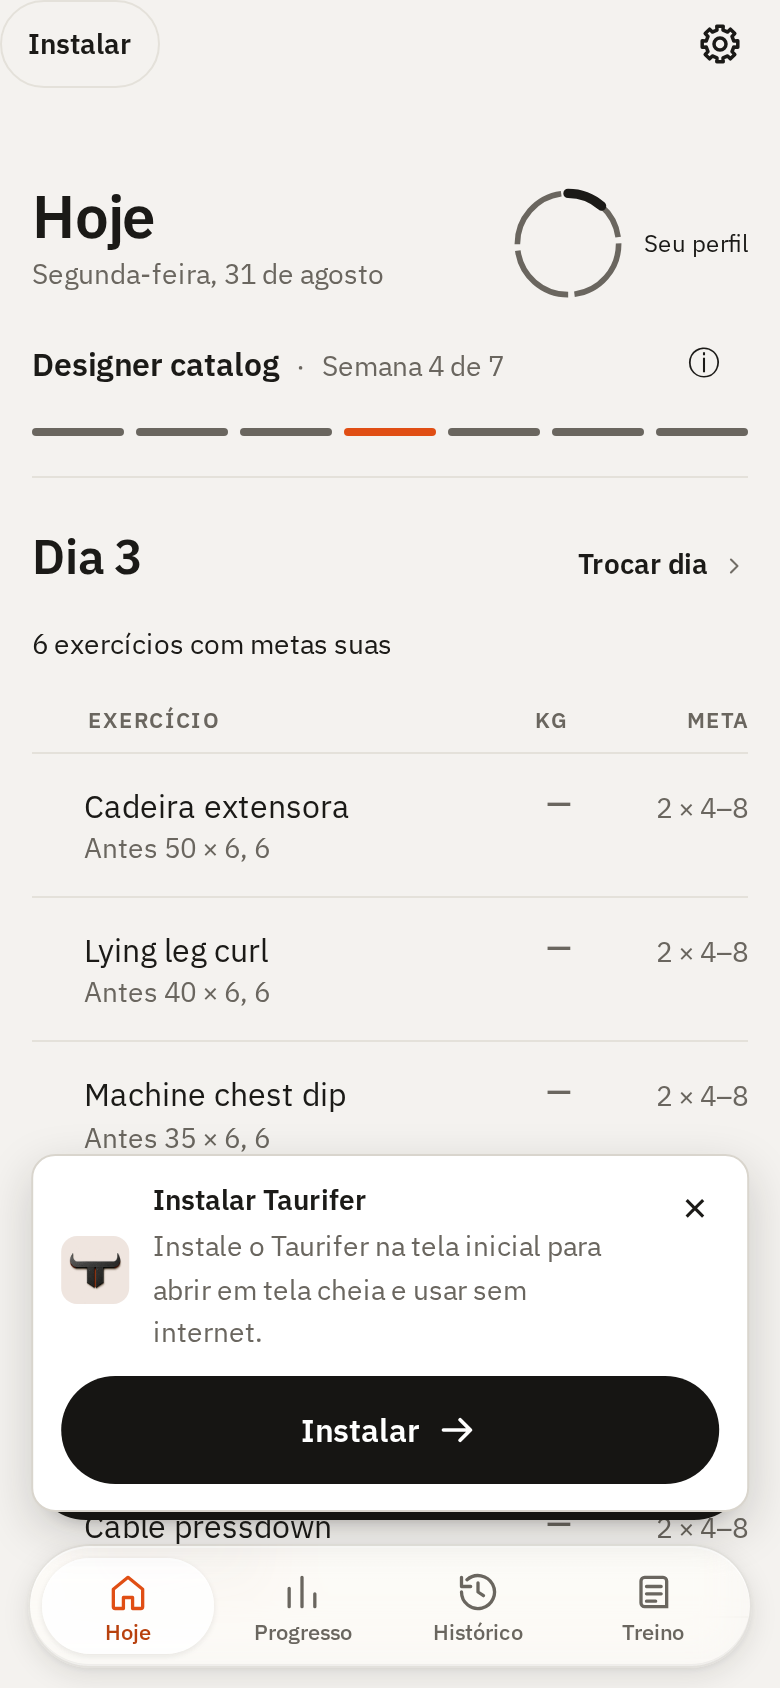 Instalar
Hoje
Segunda-feira, 31 de agosto
Seu perfil
Designer catalog · Semana 4 de 7
Dia 3
Trocar dia
6 exercícios com metas suas
EXERCÍCIO KG META
Cadeira extensora — 2 × 4–8
Antes 50 × 6, 6
Lying leg curl — 2 × 4–8
Antes 40 × 6, 6
Machine chest dip — 2 × 4–8
Antes 35 × 6, 6
Instalar Taurifer
Instale o Taurifer na tela inicial para
abrir em tela cheia e usar sem
internet.
Instalar →
Cable pressdown — 2 × 4–8
Hoje Progresso Histórico Treino